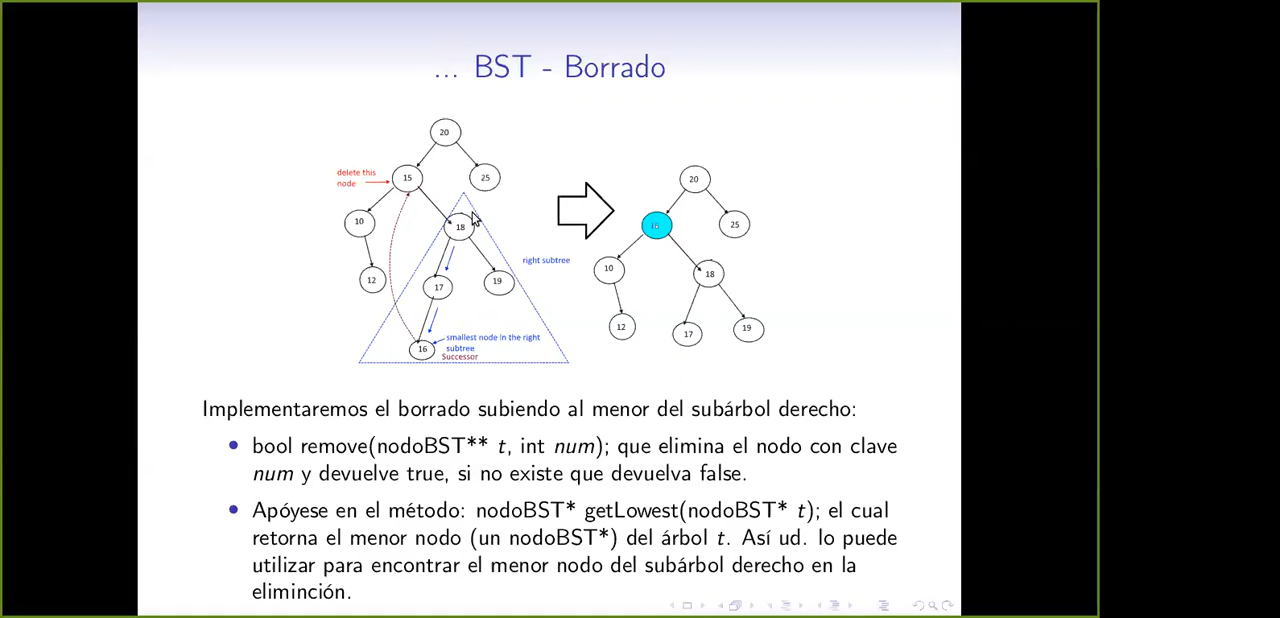 ... BST - Borrado
20
delete this
node
15
25
10
18
12
17
19
right subtree
smallest node in the right
subtree
16
Successor
20
25
10
18
12
17
19
Implementaremos el borrado subiendo al menor del subárbol derecho:
bool remove(nodoBST** t, int num); que elimina el nodo con clave
num y devuelve true, si no existe que devuelva false.
Apóyese en el método: nodoBST* getLowest(nodoBST* t); el cual
retorna el menor nodo (un nodoBST*) del árbol t. Así ud. lo puede
utilizar para encontrar el menor nodo del subárbol derecho en la
eliminción.